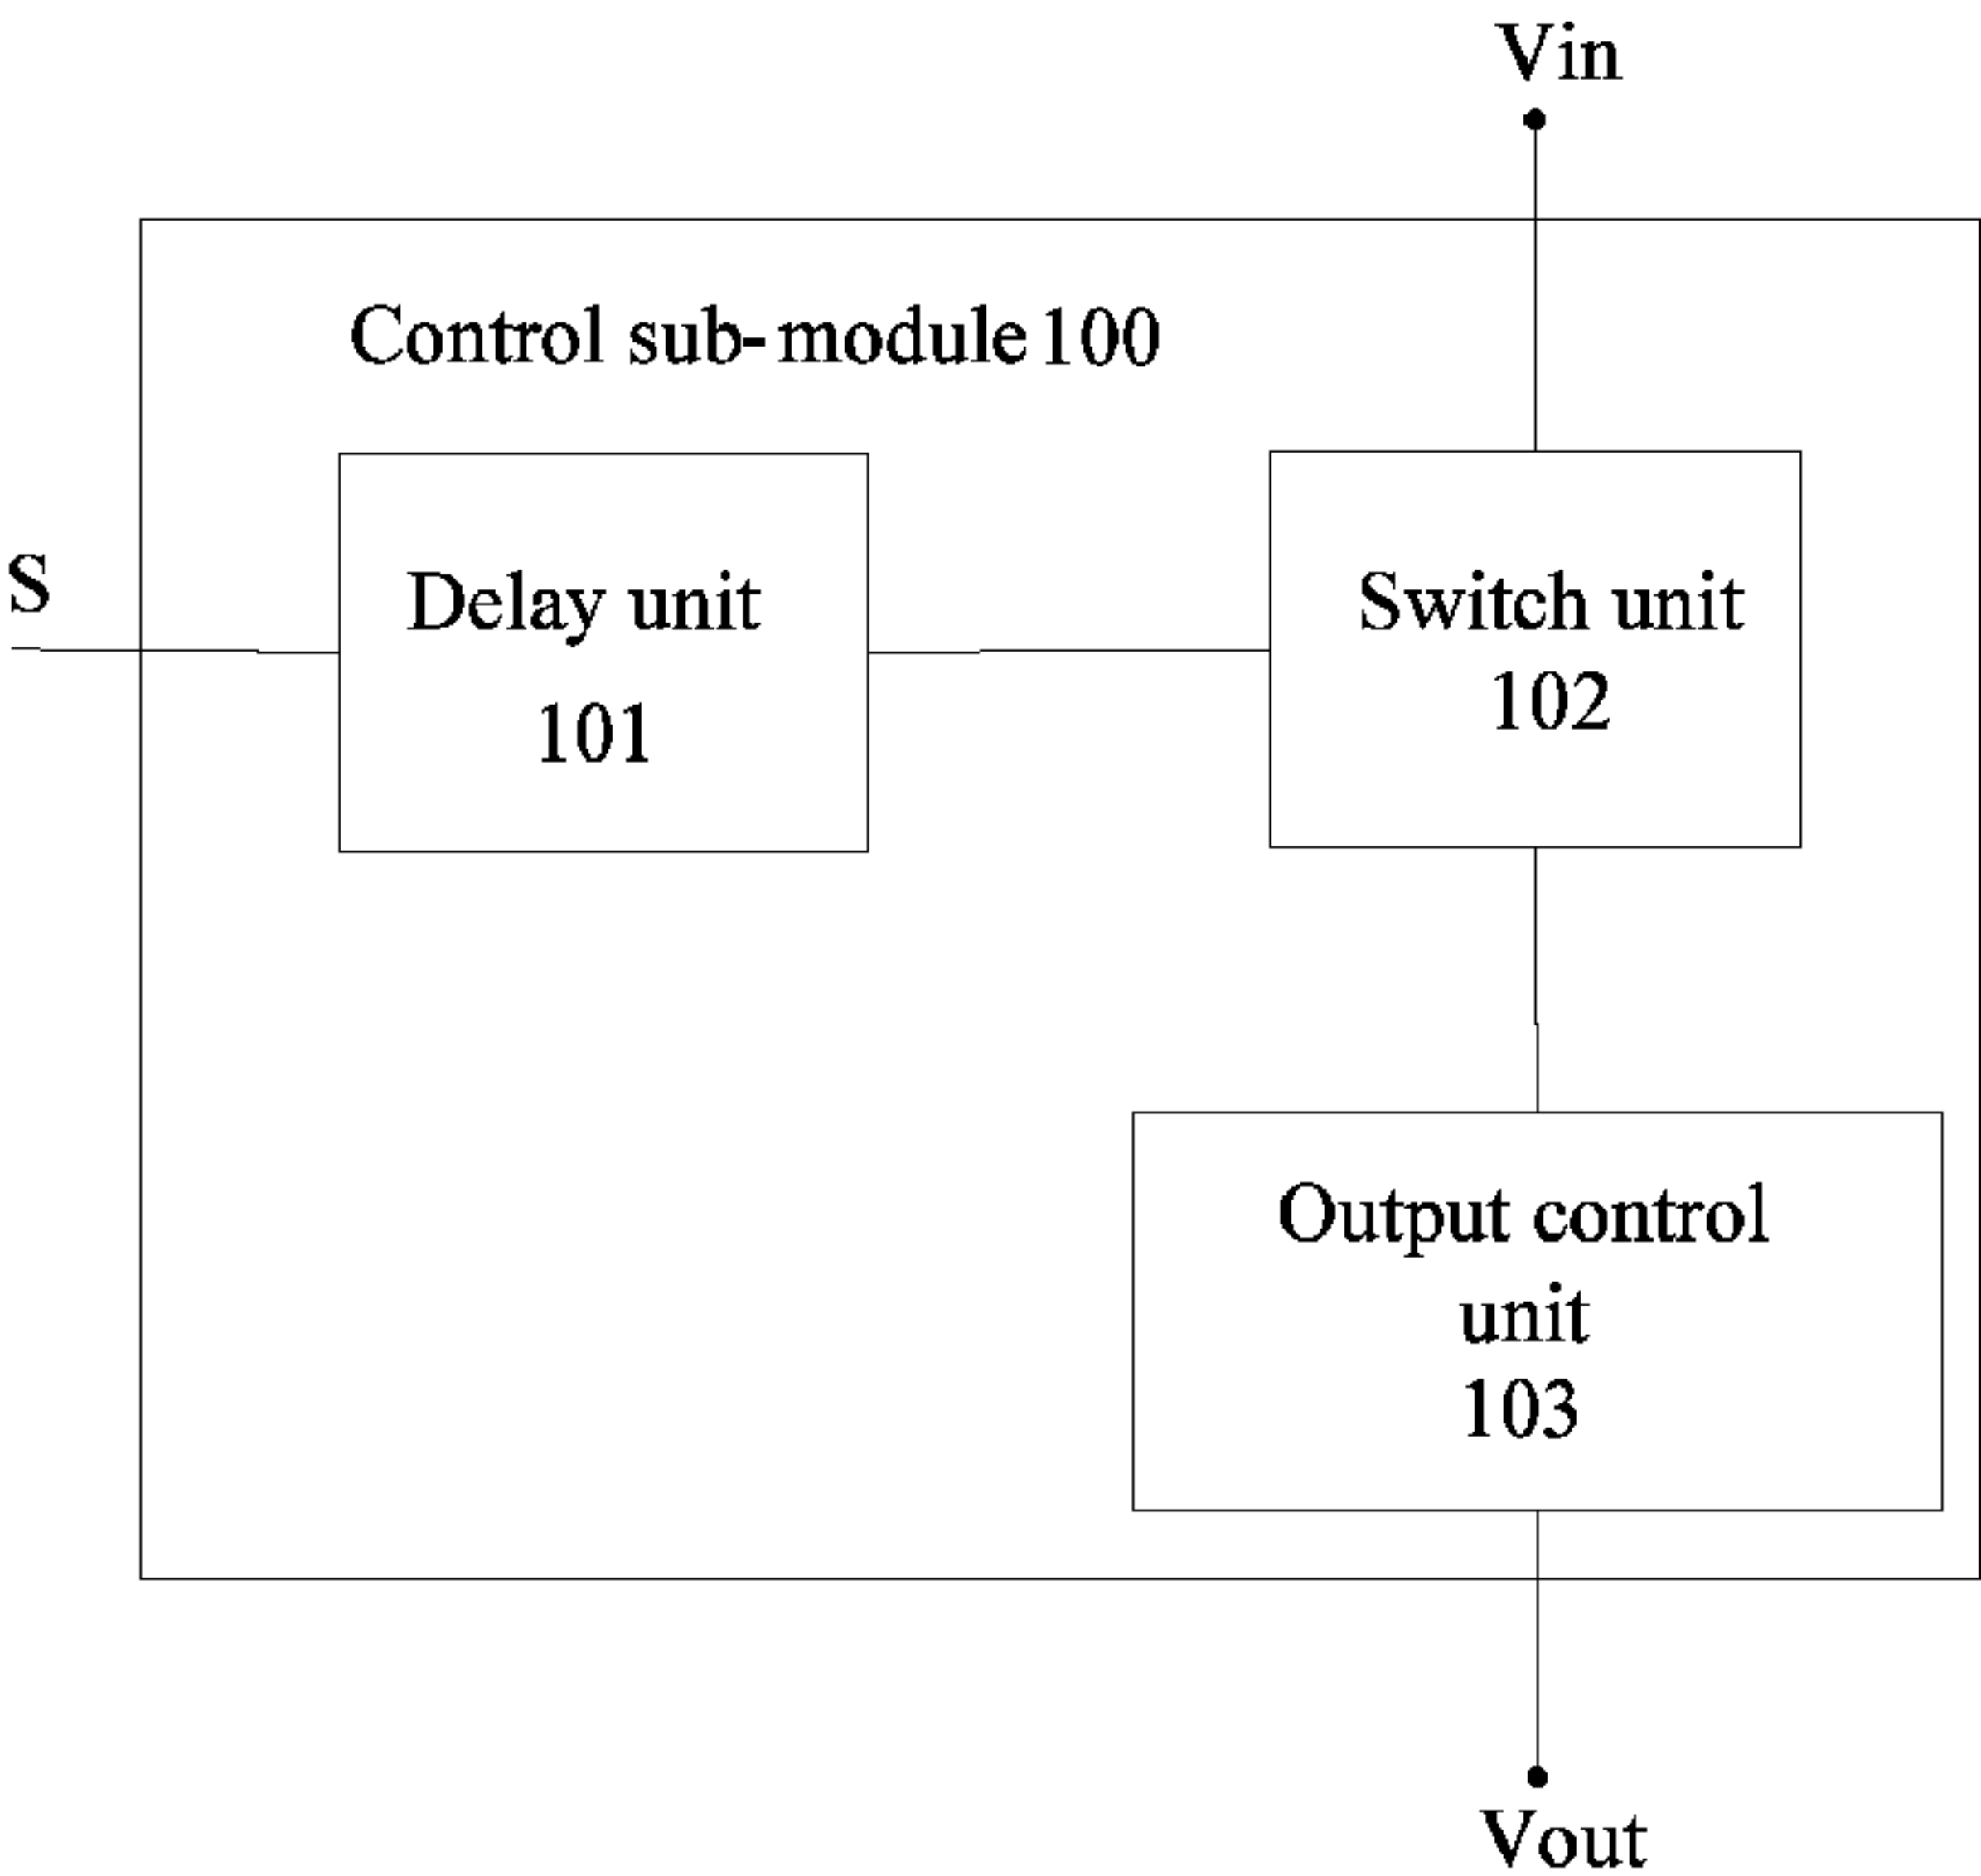 Vin
Control sub-module 100
S
Delay unit
101
Switch unit
102
Output control
unit
103
Vout